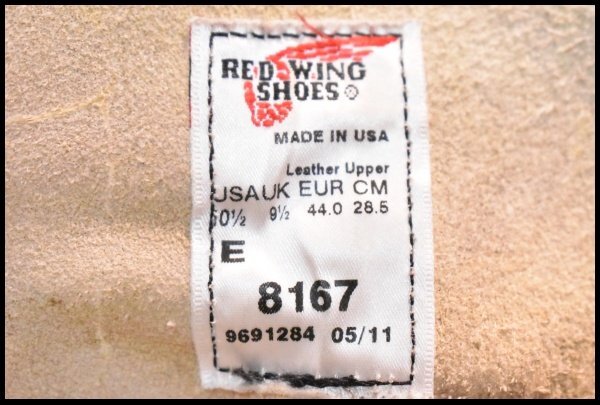 RED WING
SHOES®
MADE IN USA
Leather Upper
USA UK EUR CM
10½ 9½ 44.0 28.5
E
8167
9691284 05/11